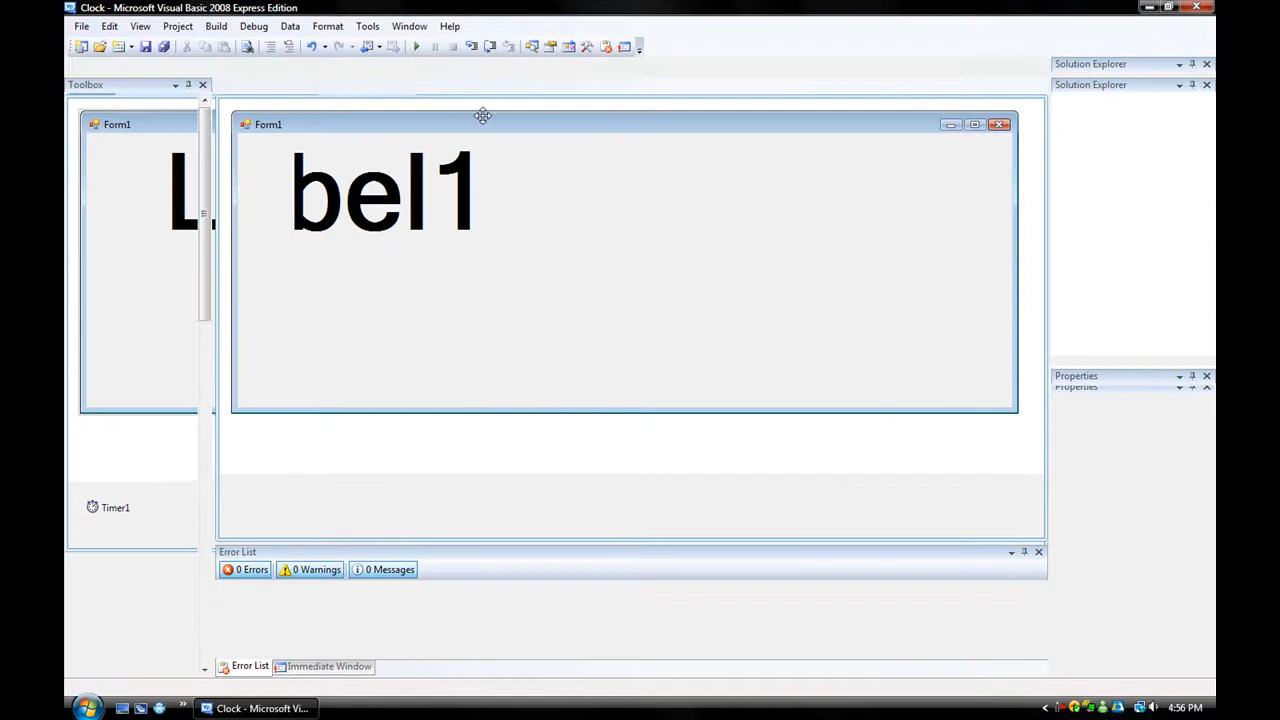 Clock - Microsoft Visual Basic 2008 Express Edition
File Edit View Project Build Debug Format Data Tools Window Help
Toolbox
Solution Explorer
Solution Explorer
Form1
Form1
L bel1
Properties
Properties
Timer1
Error List
0 Errors 0 Warnings 0 Messages
Error List Immediate Window
Clock - Microsoft Vi...
4:56 PM